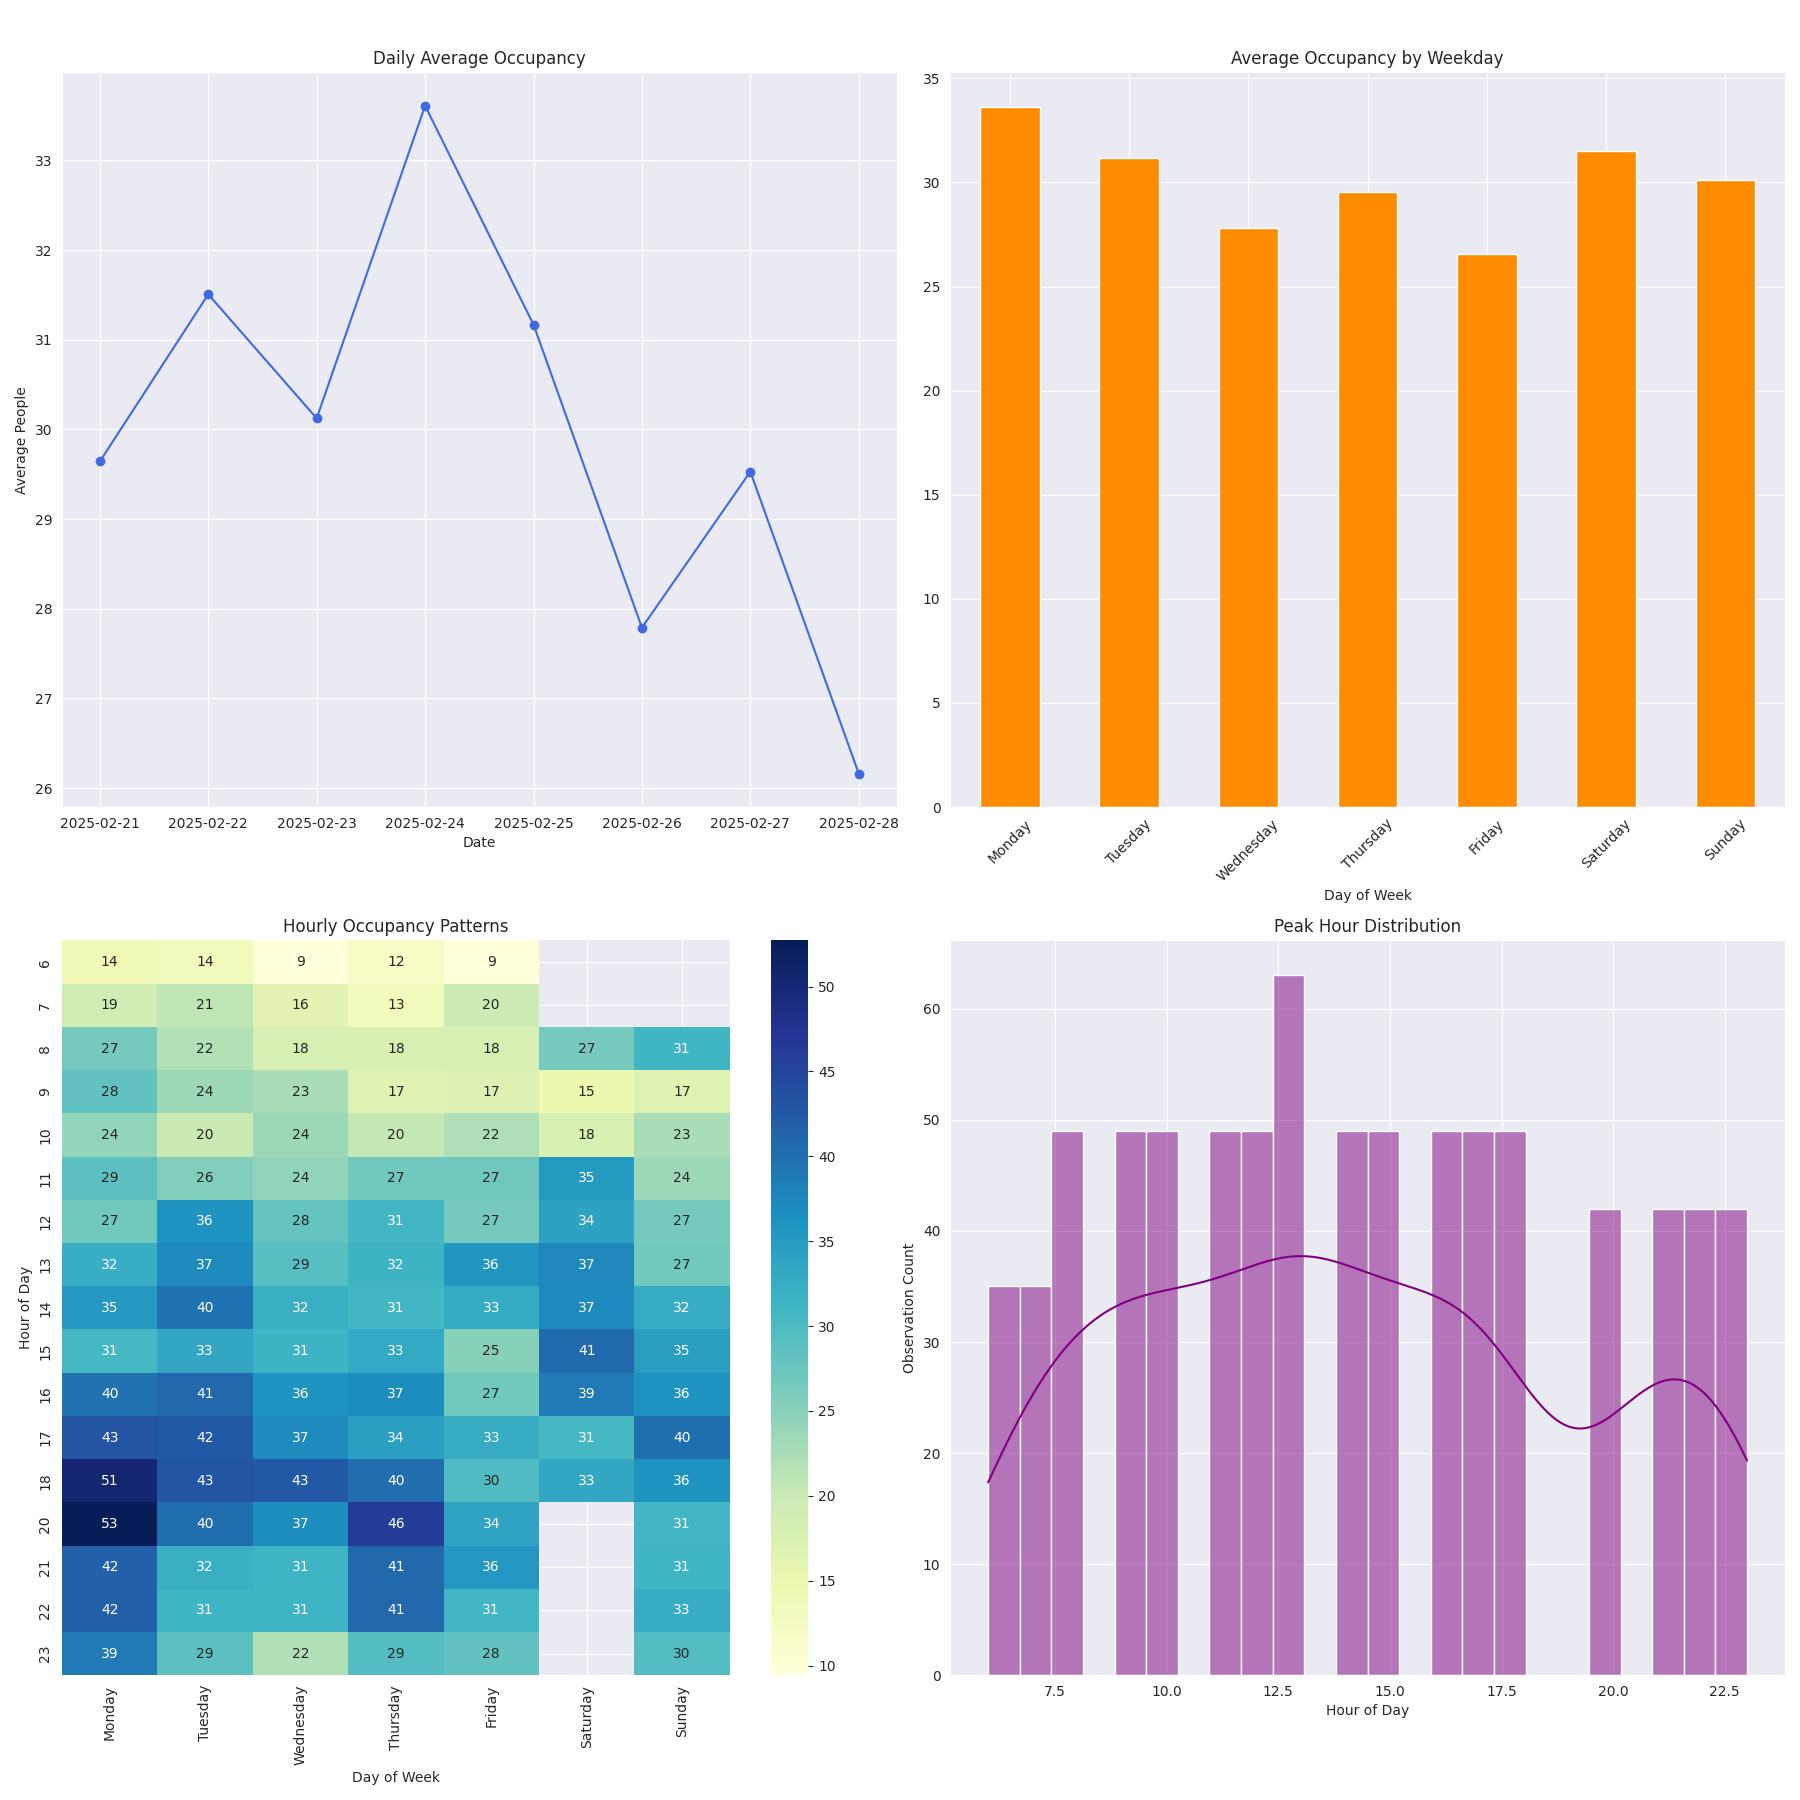 Daily Average Occupancy
33
32
31
30
29
28
27
26
Average People
2025-02-21 2025-02-22 2025-02-23 2025-02-24 2025-02-25 2025-02-26 2025-02-27 2025-02-28
Date
Average Occupancy by Weekday
35
30
25
20
15
10
5
0
Monday Tuesday Wednesday Thursday Friday Saturday Sunday
Day of Week
Hourly Occupancy Patterns
Hour of Day
6 14 14 9 12 9
7 19 21 16 13 20
8 27 22 18 18 18 27 31
9 28 24 23 17 17 15 17
10 24 20 24 20 22 18 23
11 29 26 24 27 27 35 24
12 27 36 28 31 27 34 27
13 32 37 29 32 36 37 27
14 35 40 32 31 33 37 32
15 31 33 31 33 25 41 35
16 40 41 36 37 27 39 36
17 43 42 37 34 33 31 40
18 51 43 43 40 30 33 36
20 53 40 37 46 34 31
21 42 32 31 41 36 31
22 42 31 31 41 31 33
23 39 29 22 29 28 30
Monday Tuesday Wednesday Thursday Friday Saturday Sunday
Day of Week
50
45
40
35
30
25
20
15
10
Peak Hour Distribution
60
50
40
30
20
10
0
Observation Count
7.5 10.0 12.5 15.0 17.5 20.0 22.5
Hour of Day